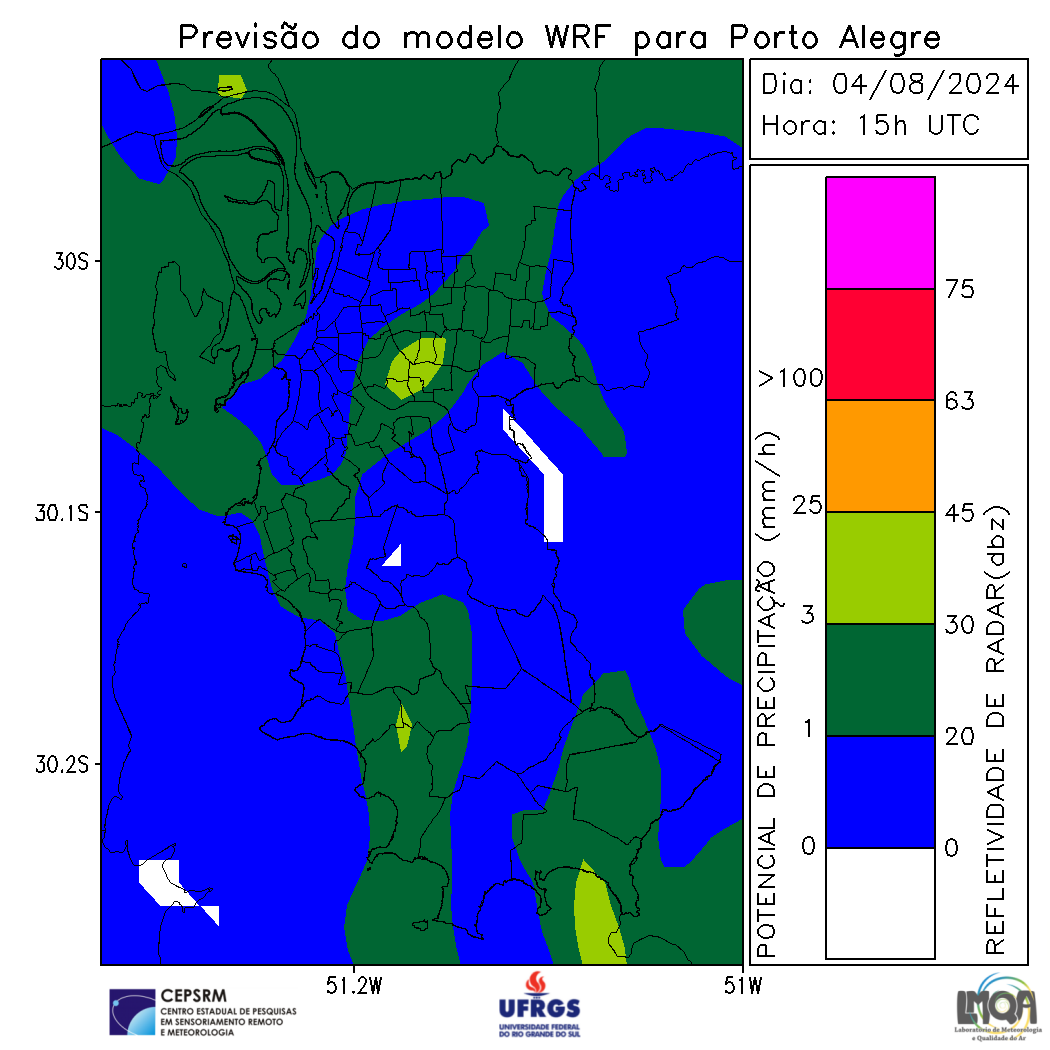 Previsão do modelo WRF para Porto Alegre
Dia: 04/08/2024
Hora: 15h UTC
30S
30.1S
30.2S
51.2W
51W
POTENCIAL DE PRECIPITAÇÃO (mm/h)
>100
25
3
1
0
75
63
45
30
20
0
REFLETIVIDADE DE RADAR(dbz)
CEPSRM
CENTRO ESTADUAL DE PESQUISAS
EM SENSORIAMENTO REMOTO
E METEOROLOGIA
UFRGS
UNIVERSIDADE FEDERAL
DO RIO GRANDE DO SUL
LMQA
Laboratório de Meteorologia
e Qualidade do Ar